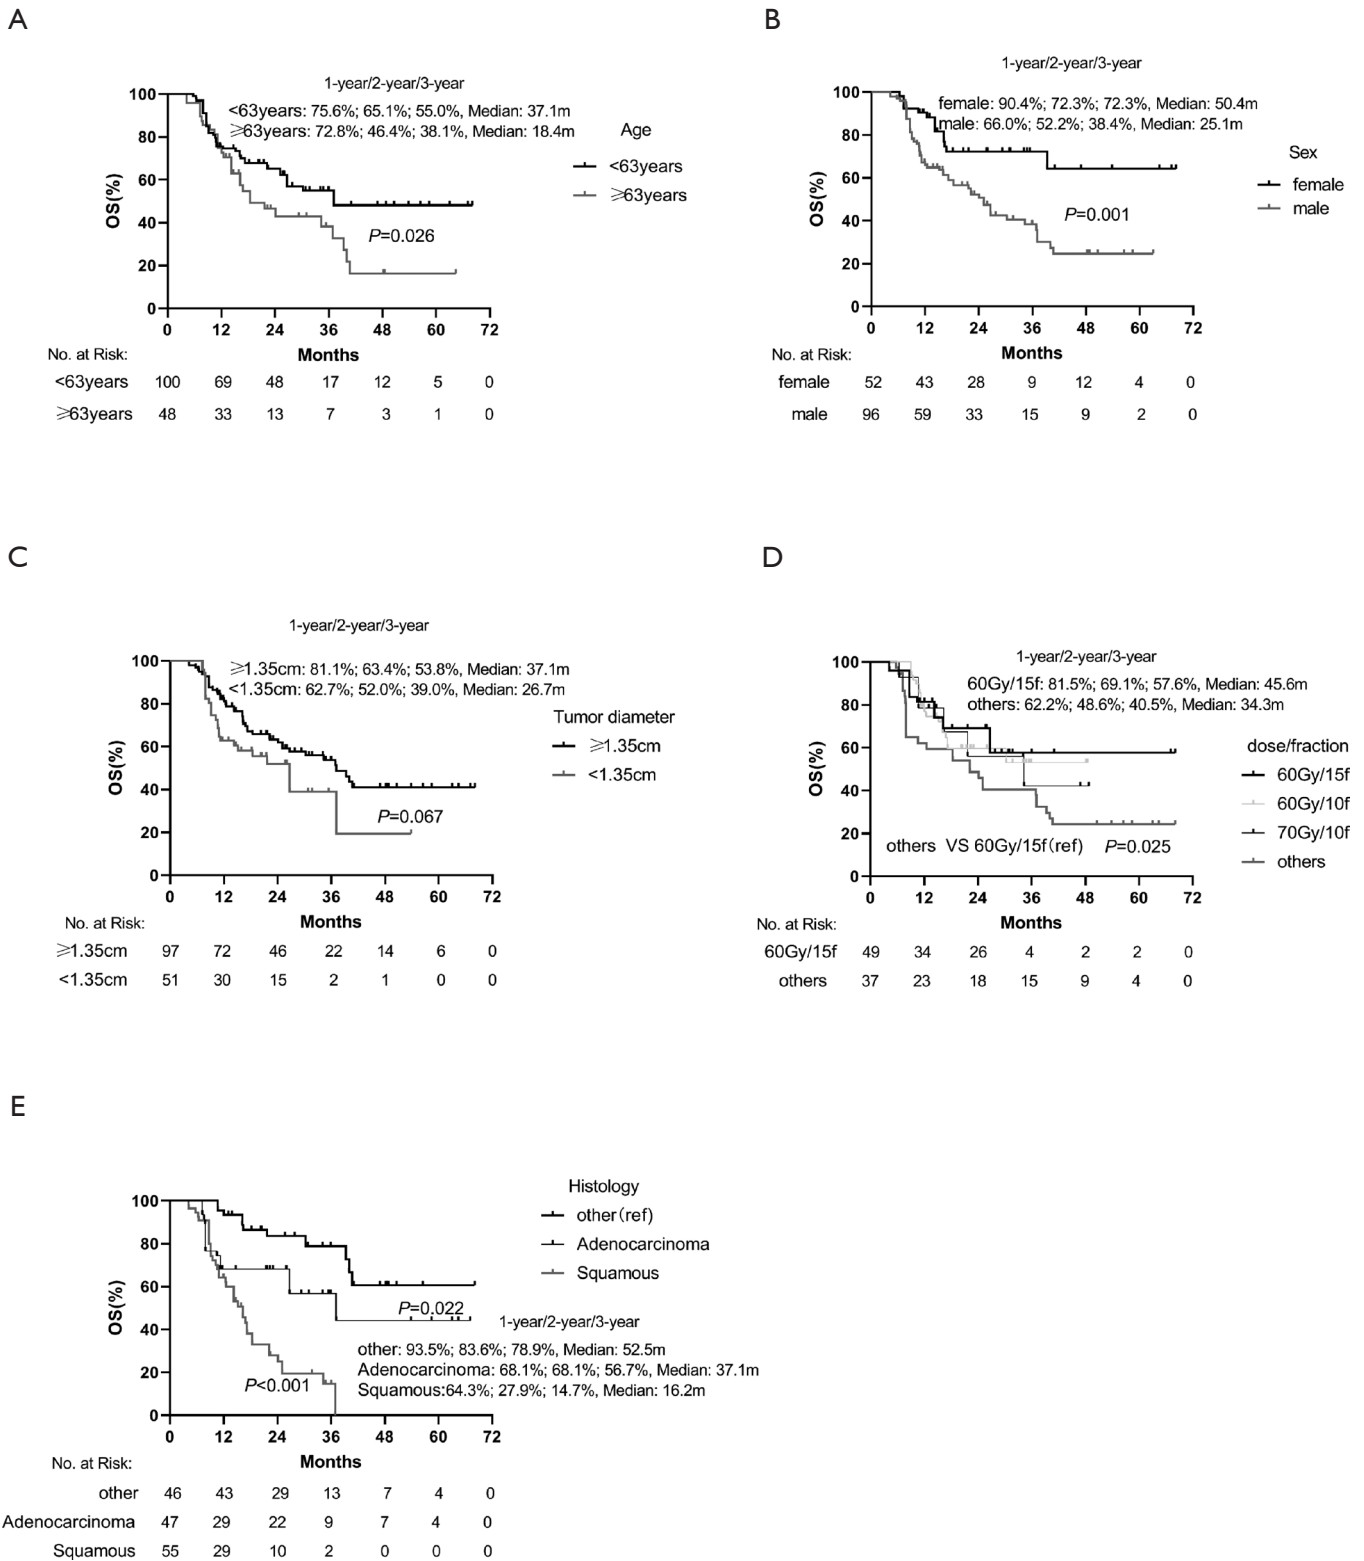 A
1-year/2-year/3-year
<63years: 75.6%; 65.1%; 55.0%, Median: 37.1m
⩾63years: 72.8%; 46.4%; 38.1%, Median: 18.4m
Age
<63years
⩾63years
P=0.026
OS(%)
100
80
60
40
20
0
0 12 24 36 48 60 72
Months
No. at Risk:
<63years 100 69 48 17 12 5 0
⩾63years 48 33 13 7 3 1 0
B
1-year/2-year/3-year
female: 90.4%; 72.3%; 72.3%, Median: 50.4m
male: 66.0%; 52.2%; 38.4%, Median: 25.1m
Sex
female
male
P=0.001
OS(%)
100
80
60
40
20
0
0 12 24 36 48 60 72
Months
No. at Risk:
female 52 43 28 9 12 4 0
male 96 59 33 15 9 2 0
C
1-year/2-year/3-year
⩾1.35cm: 81.1%; 63.4%; 53.8%, Median: 37.1m
<1.35cm: 62.7%; 52.0%; 39.0%, Median: 26.7m
Tumor diameter
⩾1.35cm
<1.35cm
P=0.067
OS(%)
100
80
60
40
20
0
0 12 24 36 48 60 72
Months
No. at Risk:
⩾1.35cm 97 72 46 22 14 6 0
<1.35cm 51 30 15 2 1 0 0
D
1-year/2-year/3-year
60Gy/15f: 81.5%; 69.1%; 57.6%, Median: 45.6m
others: 62.2%; 48.6%; 40.5%, Median: 34.3m
dose/fraction
60Gy/15f
60Gy/10f
70Gy/10f
others
others VS 60Gy/15f(ref) P=0.025
OS(%)
100
80
60
40
20
0
0 12 24 36 48 60 72
Months
No. at Risk:
60Gy/15f 49 34 26 4 2 2 0
others 37 23 18 15 9 4 0
E
Histology
other(ref)
Adenocarcinoma
Squamous
P=0.022
1-year/2-year/3-year
other: 93.5%; 83.6%; 78.9%, Median: 52.5m
Adenocarcinoma: 68.1%; 68.1%; 56.7%, Median: 37.1m
Squamous:64.3%; 27.9%; 14.7%, Median: 16.2m
P<0.001
OS(%)
100
80
60
40
20
0
0 12 24 36 48 60 72
Months
No. at Risk:
other 46 43 29 13 7 4 0
Adenocarcinoma 47 29 22 9 7 4 0
Squamous 55 29 10 2 0 0 0